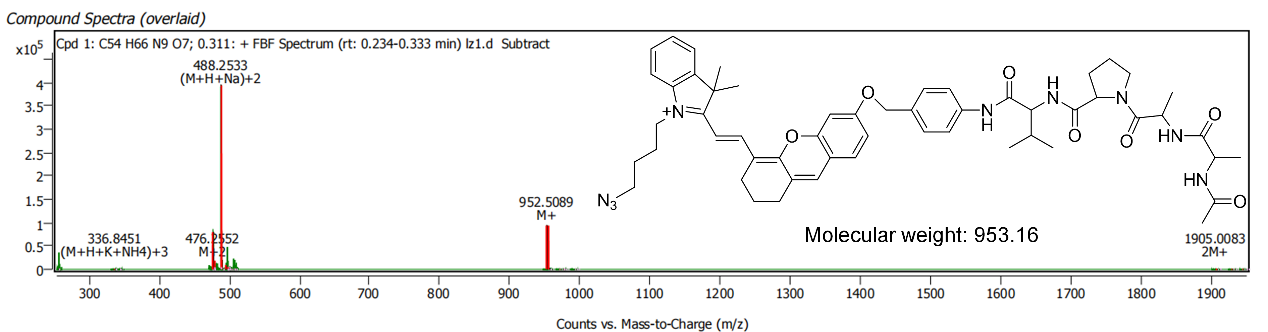 Compound Spectra (overlaid)
x10⁵
Cpd 1: C54 H66 N9 O7; 0.311: + FBF Spectrum (rt: 0.234-0.333 min) lz1.d Subtract
488.2533
(M+H+Na)+2
4
3.5
3
2.5
2
1.5
1
0.5
0
336.8451
(M+H+K+NH4)+3
476.2552
M+2
952.5089
M+
1905.0083
2M+
N₃
N
+
O
O
NH
O
NH
O
N
O
NH
O
HN
O
Molecular weight: 953.16
300 400 500 600 700 800 900 1000 1100 1200 1300 1400 1500 1600 1700 1800 1900
Counts vs. Mass-to-Charge (m/z)